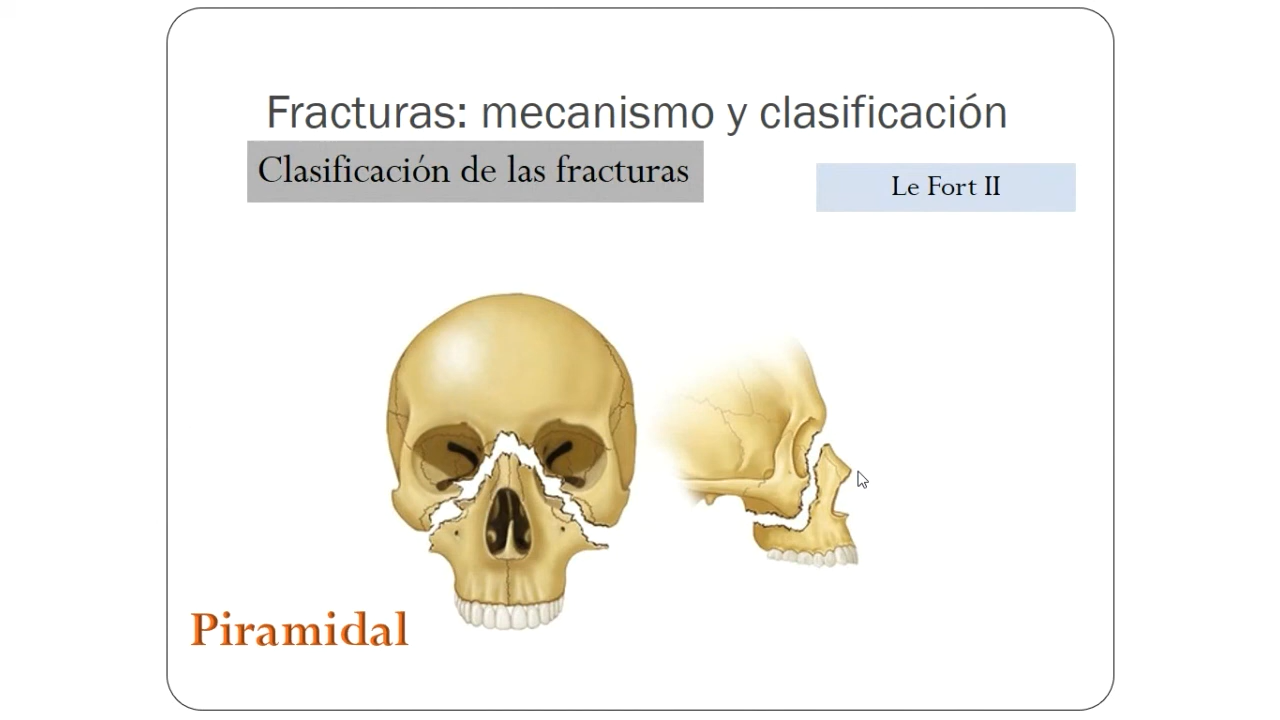 Fracturas: mecanismo y clasificación
Clasificación de las fracturas
Le Fort II
Piramidal